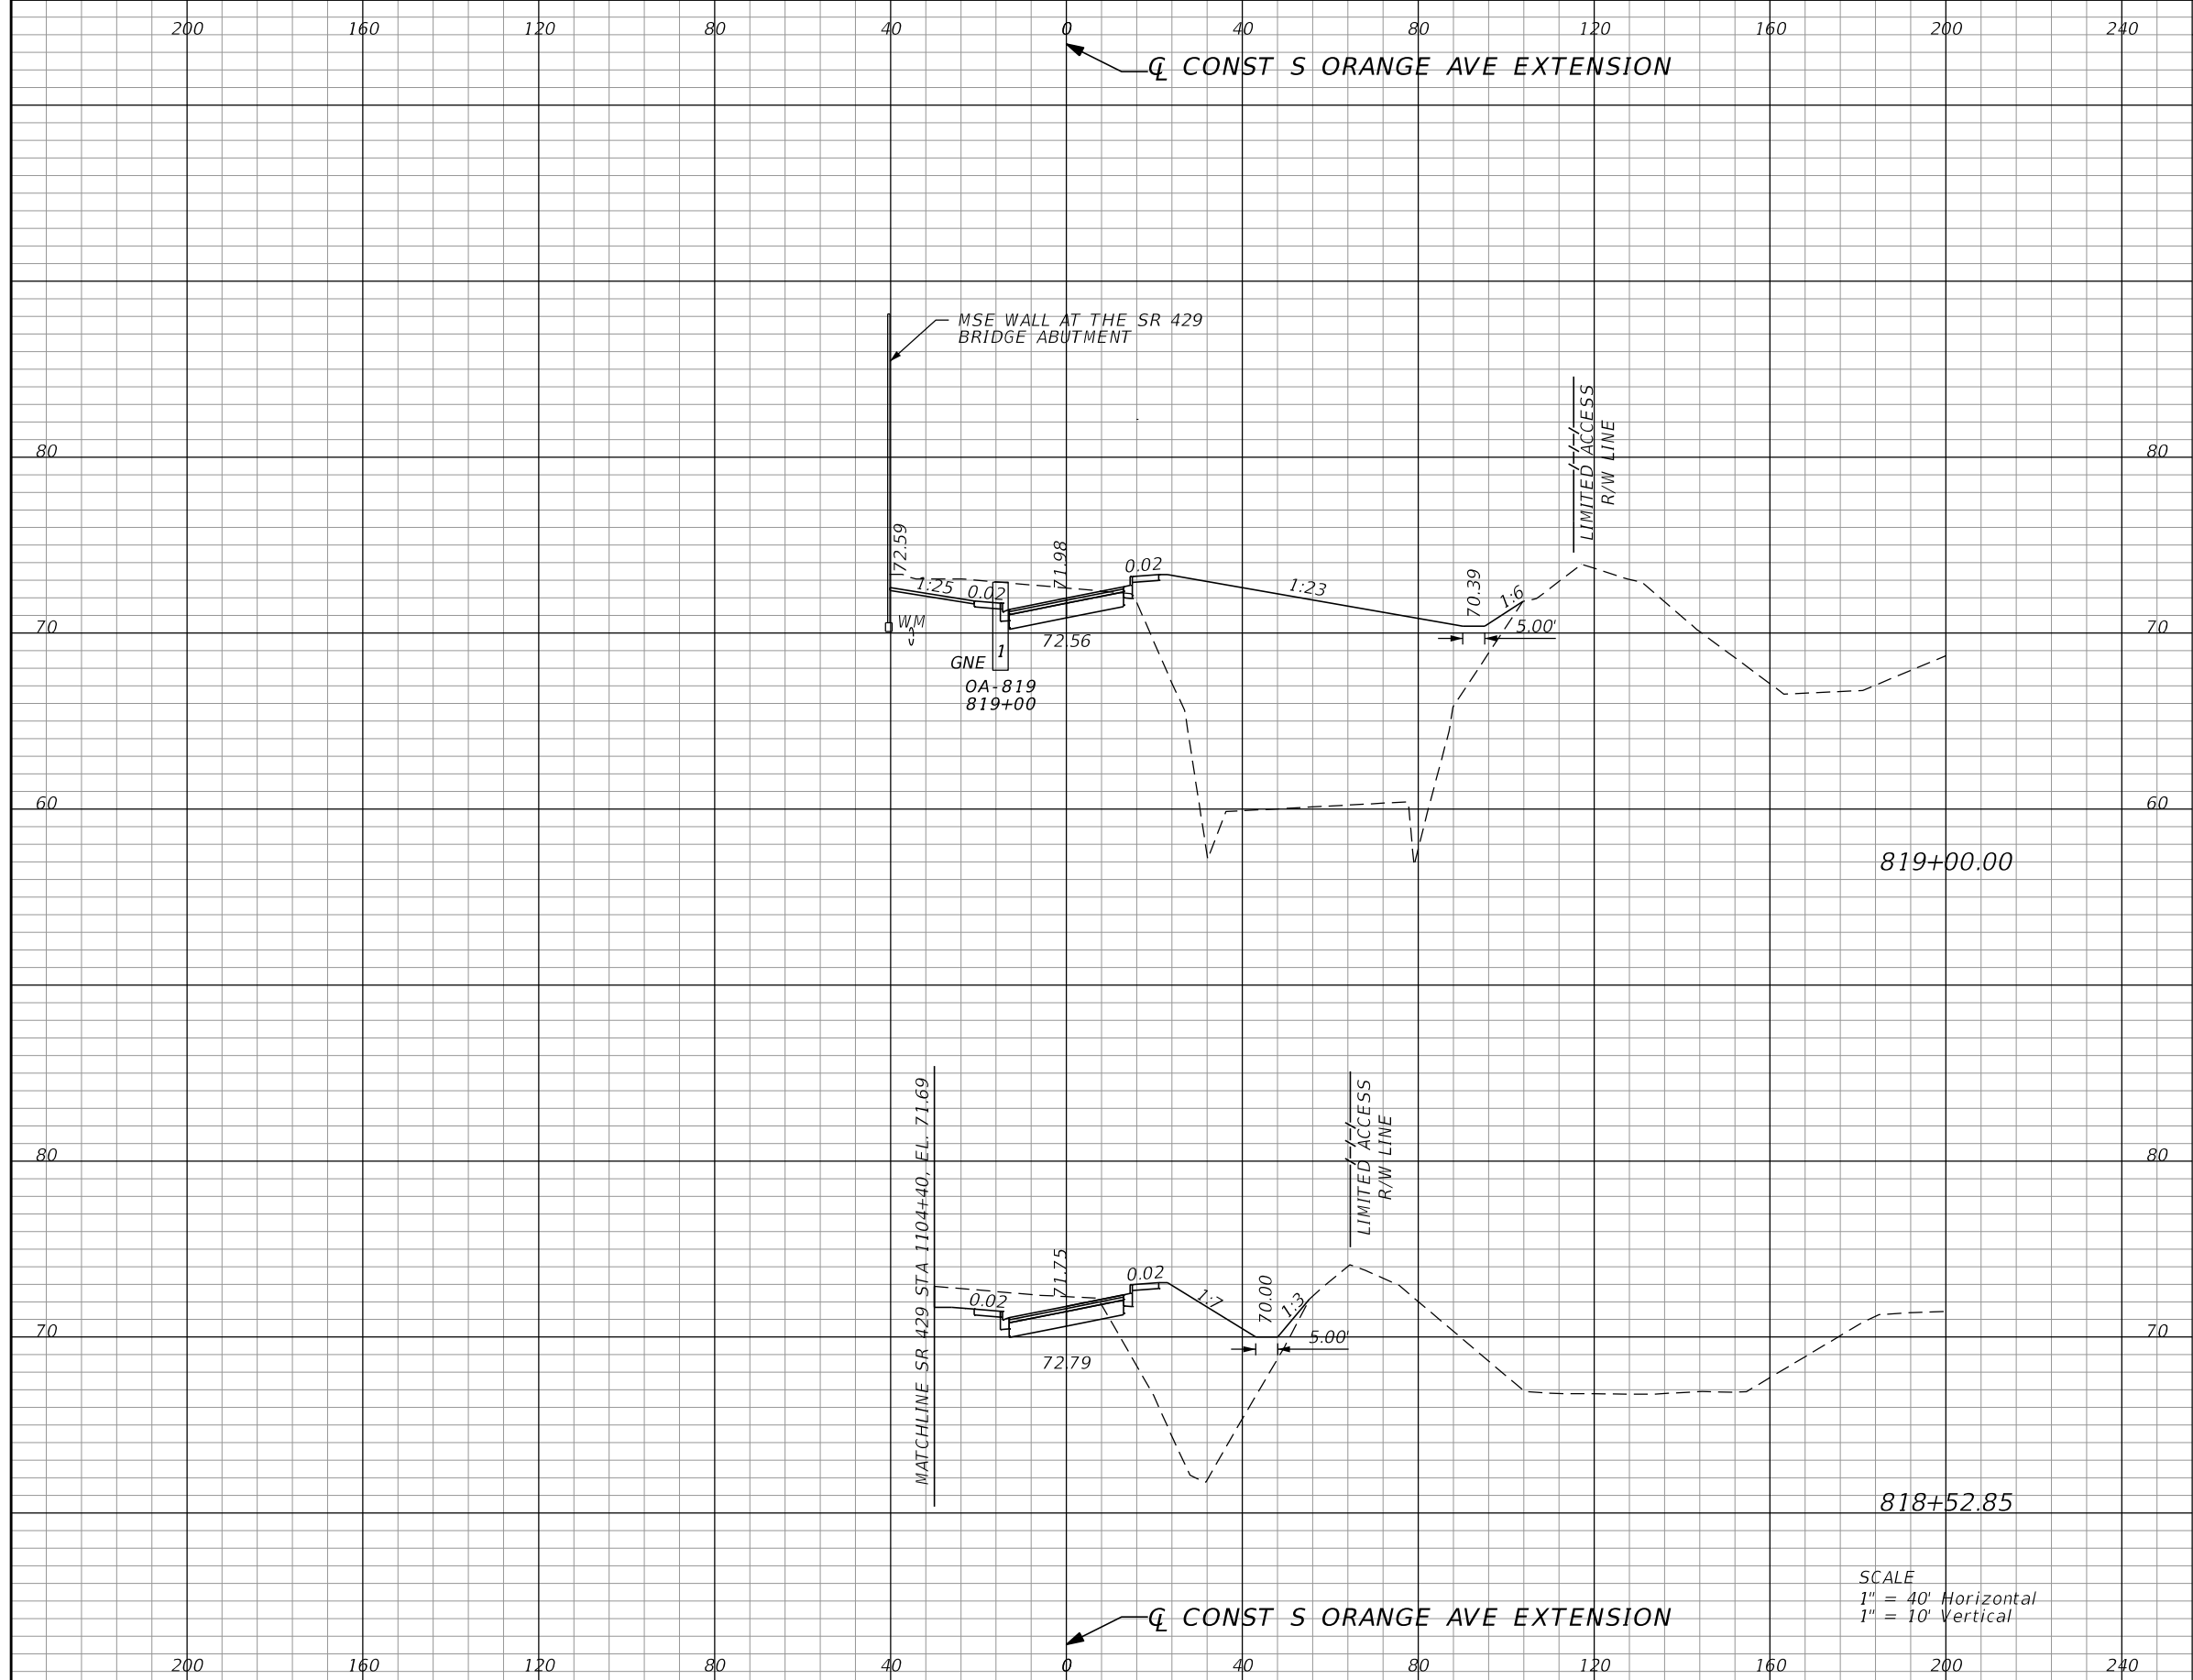 200 160 120 80 40 0 40 80 120 160 200 240
℄ CONST S ORANGE AVE EXTENSION
MSE WALL AT THE SR 429
BRIDGE ABUTMENT
LIMITED ACCESS
R/W LINE
80 80
72.59
71.98
0.02
1:25
0.02
1:23
70.39
1:6
WM
70 70
5.00'
72.56
1
GNE
OA-819
819+00
60 60
819+00.00
MATCHLINE SR 429 STA 1104+40, EL. 71.69
LIMITED ACCESS
R/W LINE
80 80
71.75
0.02
0.02
1:7
70.00
1:3
70 70
5.00'
72.79
818+52.85
SCALE
1" = 40' Horizontal
1" = 10' Vertical
℄ CONST S ORANGE AVE EXTENSION
200 160 120 80 40 0 40 80 120 160 200 240